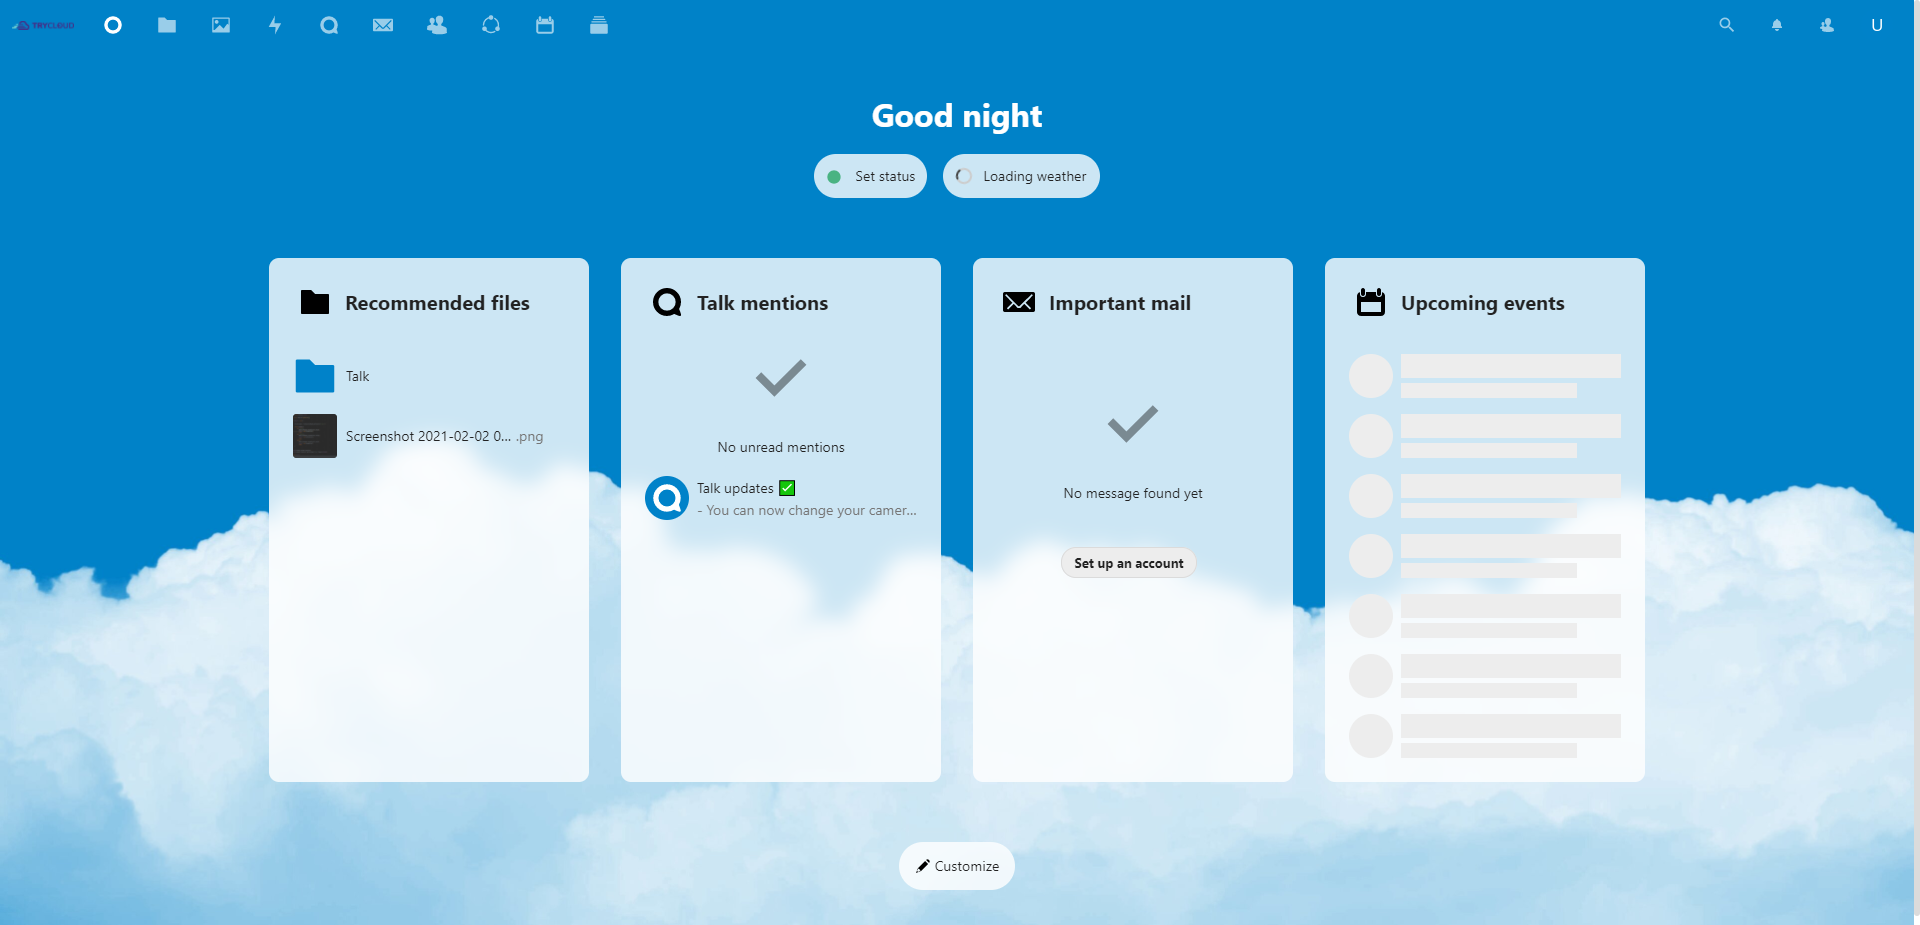 TRYCLOUD
U
Good night
Set status
Loading weather
Recommended files
Talk
Screenshot 2021-02-02 0... .png
Talk mentions
No unread mentions
Talk updates ✅
- You can now change your camer...
Important mail
No message found yet
Set up an account
Upcoming events
Customize